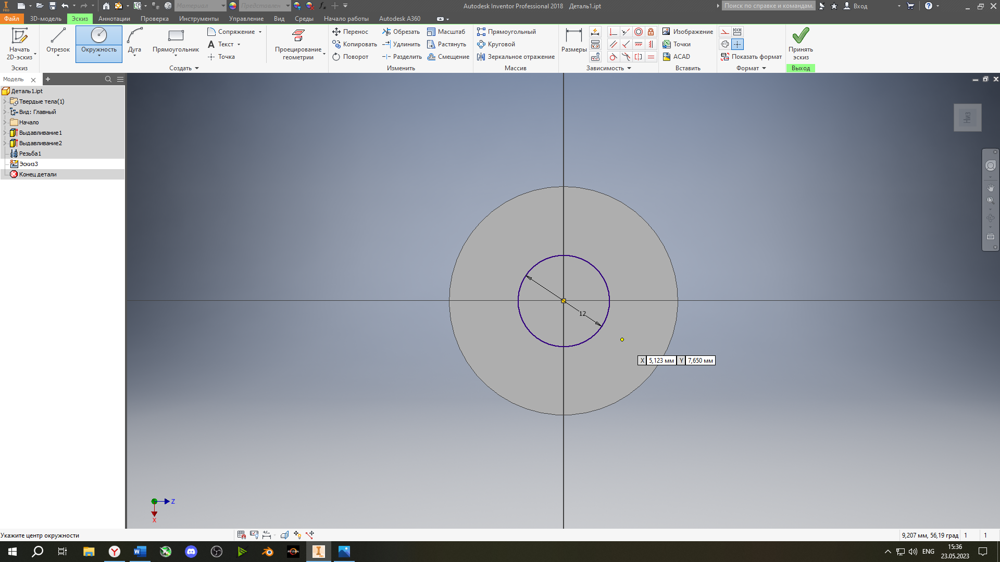 Материал
Представлен
Autodesk Inventor Professional 2018 Деталь1.ipt
Поиск по справке и командам.
Вход
PRO
Файл 3D-модель Эскиз Аннотации Проверка Инструменты Управление Вид Среды Начало работы Autodesk A360
Начать
2D-эскиз
Отрезок
Окружность
Дуга
Прямоугольник
Сопряжение
Текст
Точка
Проецирование
геометрии
Перенос
Копировать
Поворот
Обрезать
Удлинить
Разделить
Масштаб
Растянуть
Смещение
Прямоугольный
Круговой
Зеркальное отражение
Размеры
Изображение
Точки
ACAD
Показать формат
Принять
эскиз
Эскиз
Создать
Изменить
Массив
Зависимость
Вставить
Формат
Выход
Модель
Деталь1.ipt
Твердые тела(1)
Вид: Главный
Начало
Выдавливание1
Выдавливание2
Резьба1
Эскиз3
Конец детали
Низ
12
X 5,123 мм Y 7,650 мм
Z
X
Укажите центр окружности
9,207 мм, 56,19 град 1 1
ENG
15:36
23.05.2023
RYZEN